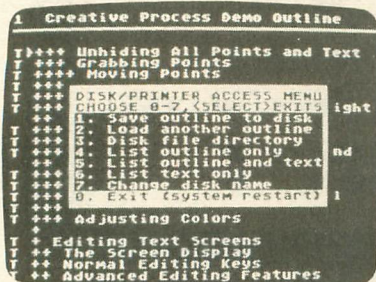 1 Creative Process Demo Outline
T›+++ Unhiding All Points and Text
T +++ Grabbing Points
T ++++ Moving Points
T +++
T +++ DISK/PRINTER ACCESS MENU
T +++ CHOOSE 0-7,<SELECT>EXITS ight
1. Save outline to disk
T +++ 2. Load another outline
T +++ 3. Disk file directory
T +++ 4. List outline only nd
T +++ 5. List outline and text
T +++ 6. List text only
T +++ 7. Change disk name
T +++ 0. Exit (system restart) l
T +++
T +++ Adjusting Colors
+
T + Editing Text Screens
T ++ The Screen Display
T ++ Normal Editing Keys
T ++ Advanced Editing Features